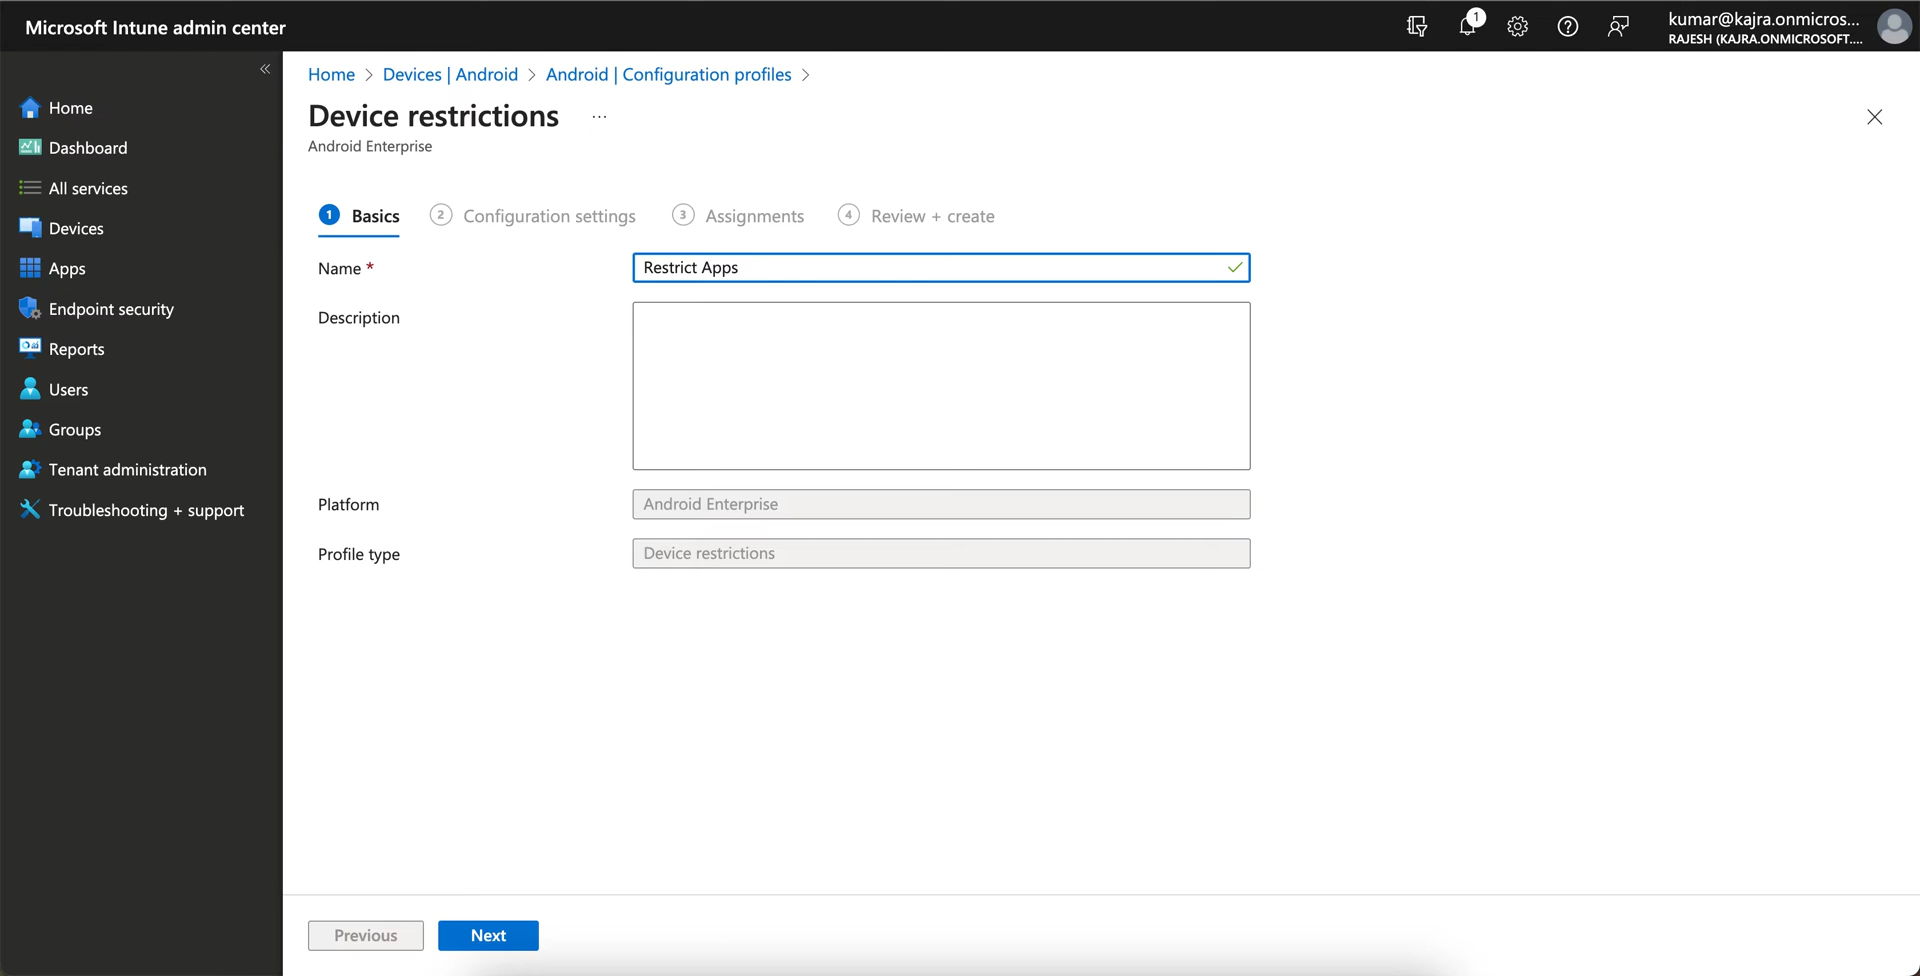 Microsoft Intune admin center
1
kumar@kajra.onmicros...
RAJESH (KAJRA.ONMICROSOFT....
Home
Dashboard
All services
Devices
Apps
Endpoint security
Reports
Users
Groups
Tenant administration
Troubleshooting + support
Home > Devices | Android > Android | Configuration profiles >
Device restrictions ...
Android Enterprise
1 Basics 2 Configuration settings 3 Assignments 4 Review + create
Name * Restrict Apps
Description
Platform Android Enterprise
Profile type Device restrictions
Previous Next